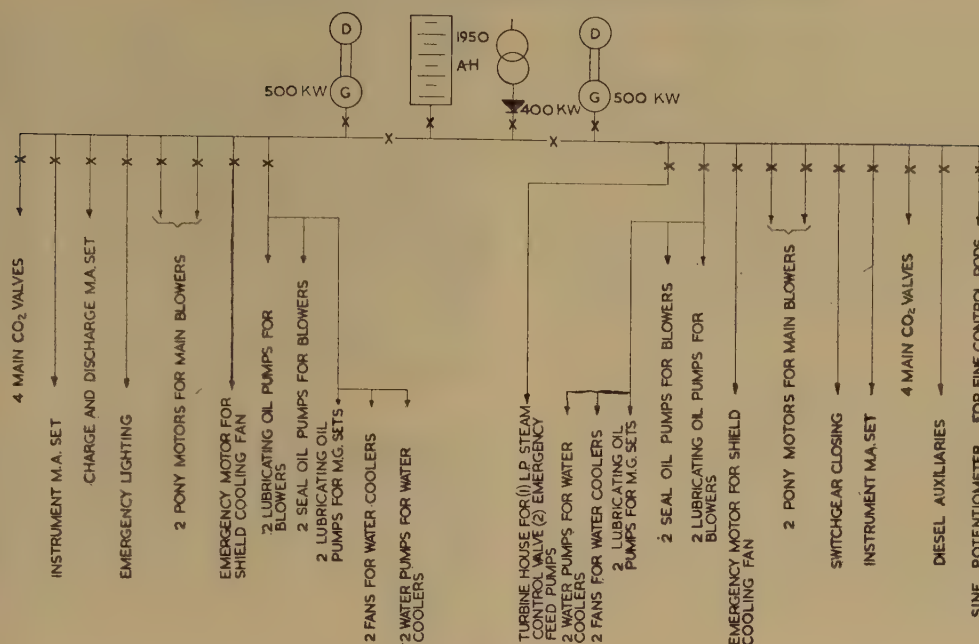 D
1950
AH
D
500 KW
G
400 KW
G
500 KW
4 MAIN CO₂ VALVES
INSTRUMENT M.A. SET
CHARGE AND DISCHARGE M.A. SET
EMERGENCY LIGHTING
2 PONY MOTORS FOR MAIN BLOWERS
EMERGENCY MOTOR FOR
SHIELD COOLING FAN
2 LUBRICATING OIL PUMPS FOR
BLOWERS
2 SEAL OIL PUMPS FOR BLOWERS
2 LUBRICATING OIL
PUMPS FOR M.G. SETS
2 FANS FOR WATER COOLERS
2 WATER PUMPS FOR WATER
COOLERS
TURBINE HOUSE FOR (1) L.P. STEAM
CONTROL VALVE (2) EMERGENCY
FEED PUMPS
2 WATER PUMPS FOR WATER
COOLERS
2 FANS FOR WATER COOLERS
2 LUBRICATING OIL
PUMPS FOR M.G. SETS
2 SEAL OIL PUMPS FOR BLOWERS
2 LUBRICATING OIL PUMPS FOR
BLOWERS
EMERGENCY MOTOR FOR SHIELD
COOLING FAN
2 PONY MOTORS FOR MAIN BLOWERS
SWITCHGEAR CLOSING
INSTRUMENT M.A. SET
4 MAIN CO₂ VALVES
DIESEL AUXILIARIES
SINE POTENTIOMETER FOR FINE CONTROL RODS